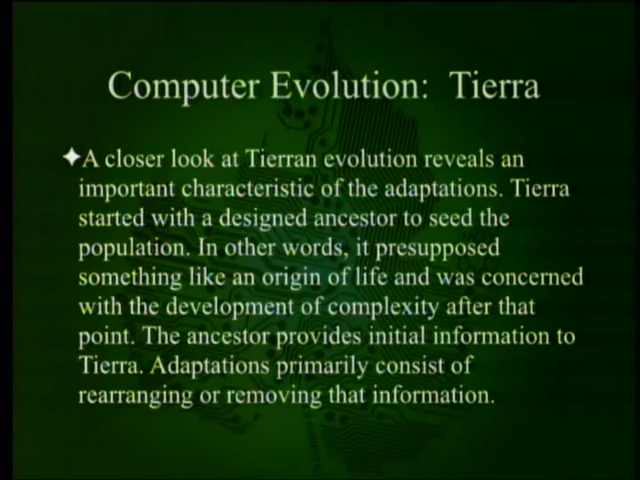 Computer Evolution: Tierra
A closer look at Tierran evolution reveals an
important characteristic of the adaptations. Tierra
started with a designed ancestor to seed the
population. In other words, it presupposed
something like an origin of life and was concerned
with the development of complexity after that
point. The ancestor provides initial information to
Tierra. Adaptations primarily consist of
rearranging or removing that information.